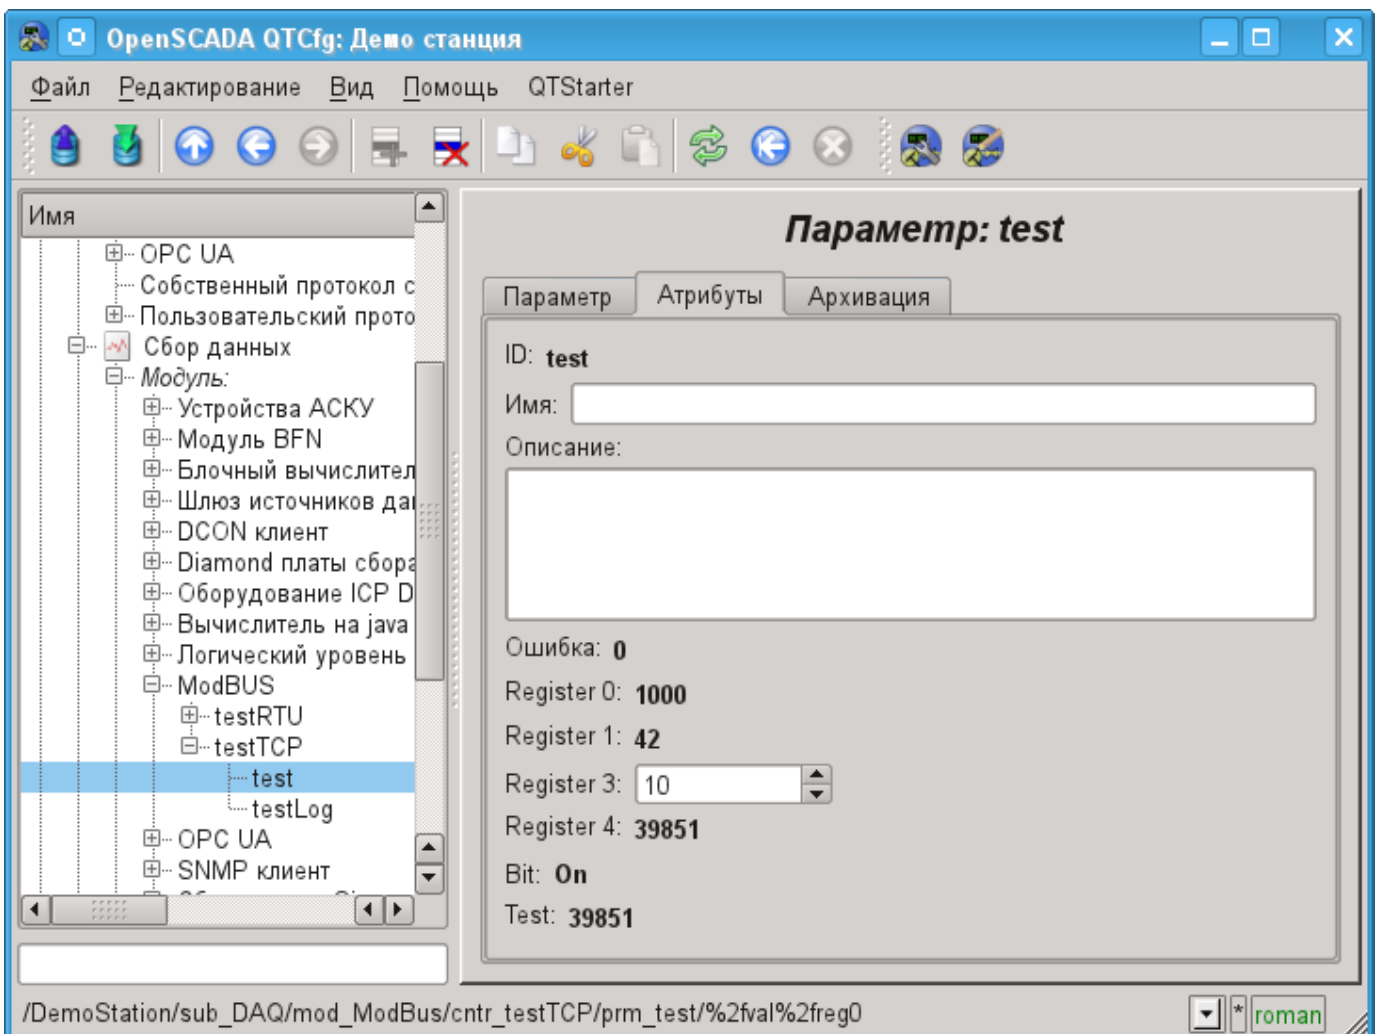 OpenSCADA QTCfg: Демо станция
Файл Редактирование Вид Помощь QTStarter
Имя
OPC UA
Собственный протокол с
Пользовательский прото
Сбор данных
Модуль:
Устройства АСКУ
Модуль BFN
Блочный вычислител
Шлюз источников да
DCON клиент
Diamond платы сбора
Оборудование ICP D
Вычислитель на java
Логический уровень
ModBUS
testRTU
testTCP
test
testLog
OPC UA
SNMP клиент
Параметр: test
Параметр Атрибуты Архивация
ID: test
Имя:
Описание:
Ошибка: 0
Register 0: 1000
Register 1: 42
Register 3: 10
Register 4: 39851
Bit: On
Test: 39851
/DemoStation/sub_DAQ/mod_ModBus/cntr_testTCP/prm_test/%2fval%2freg0
* roman